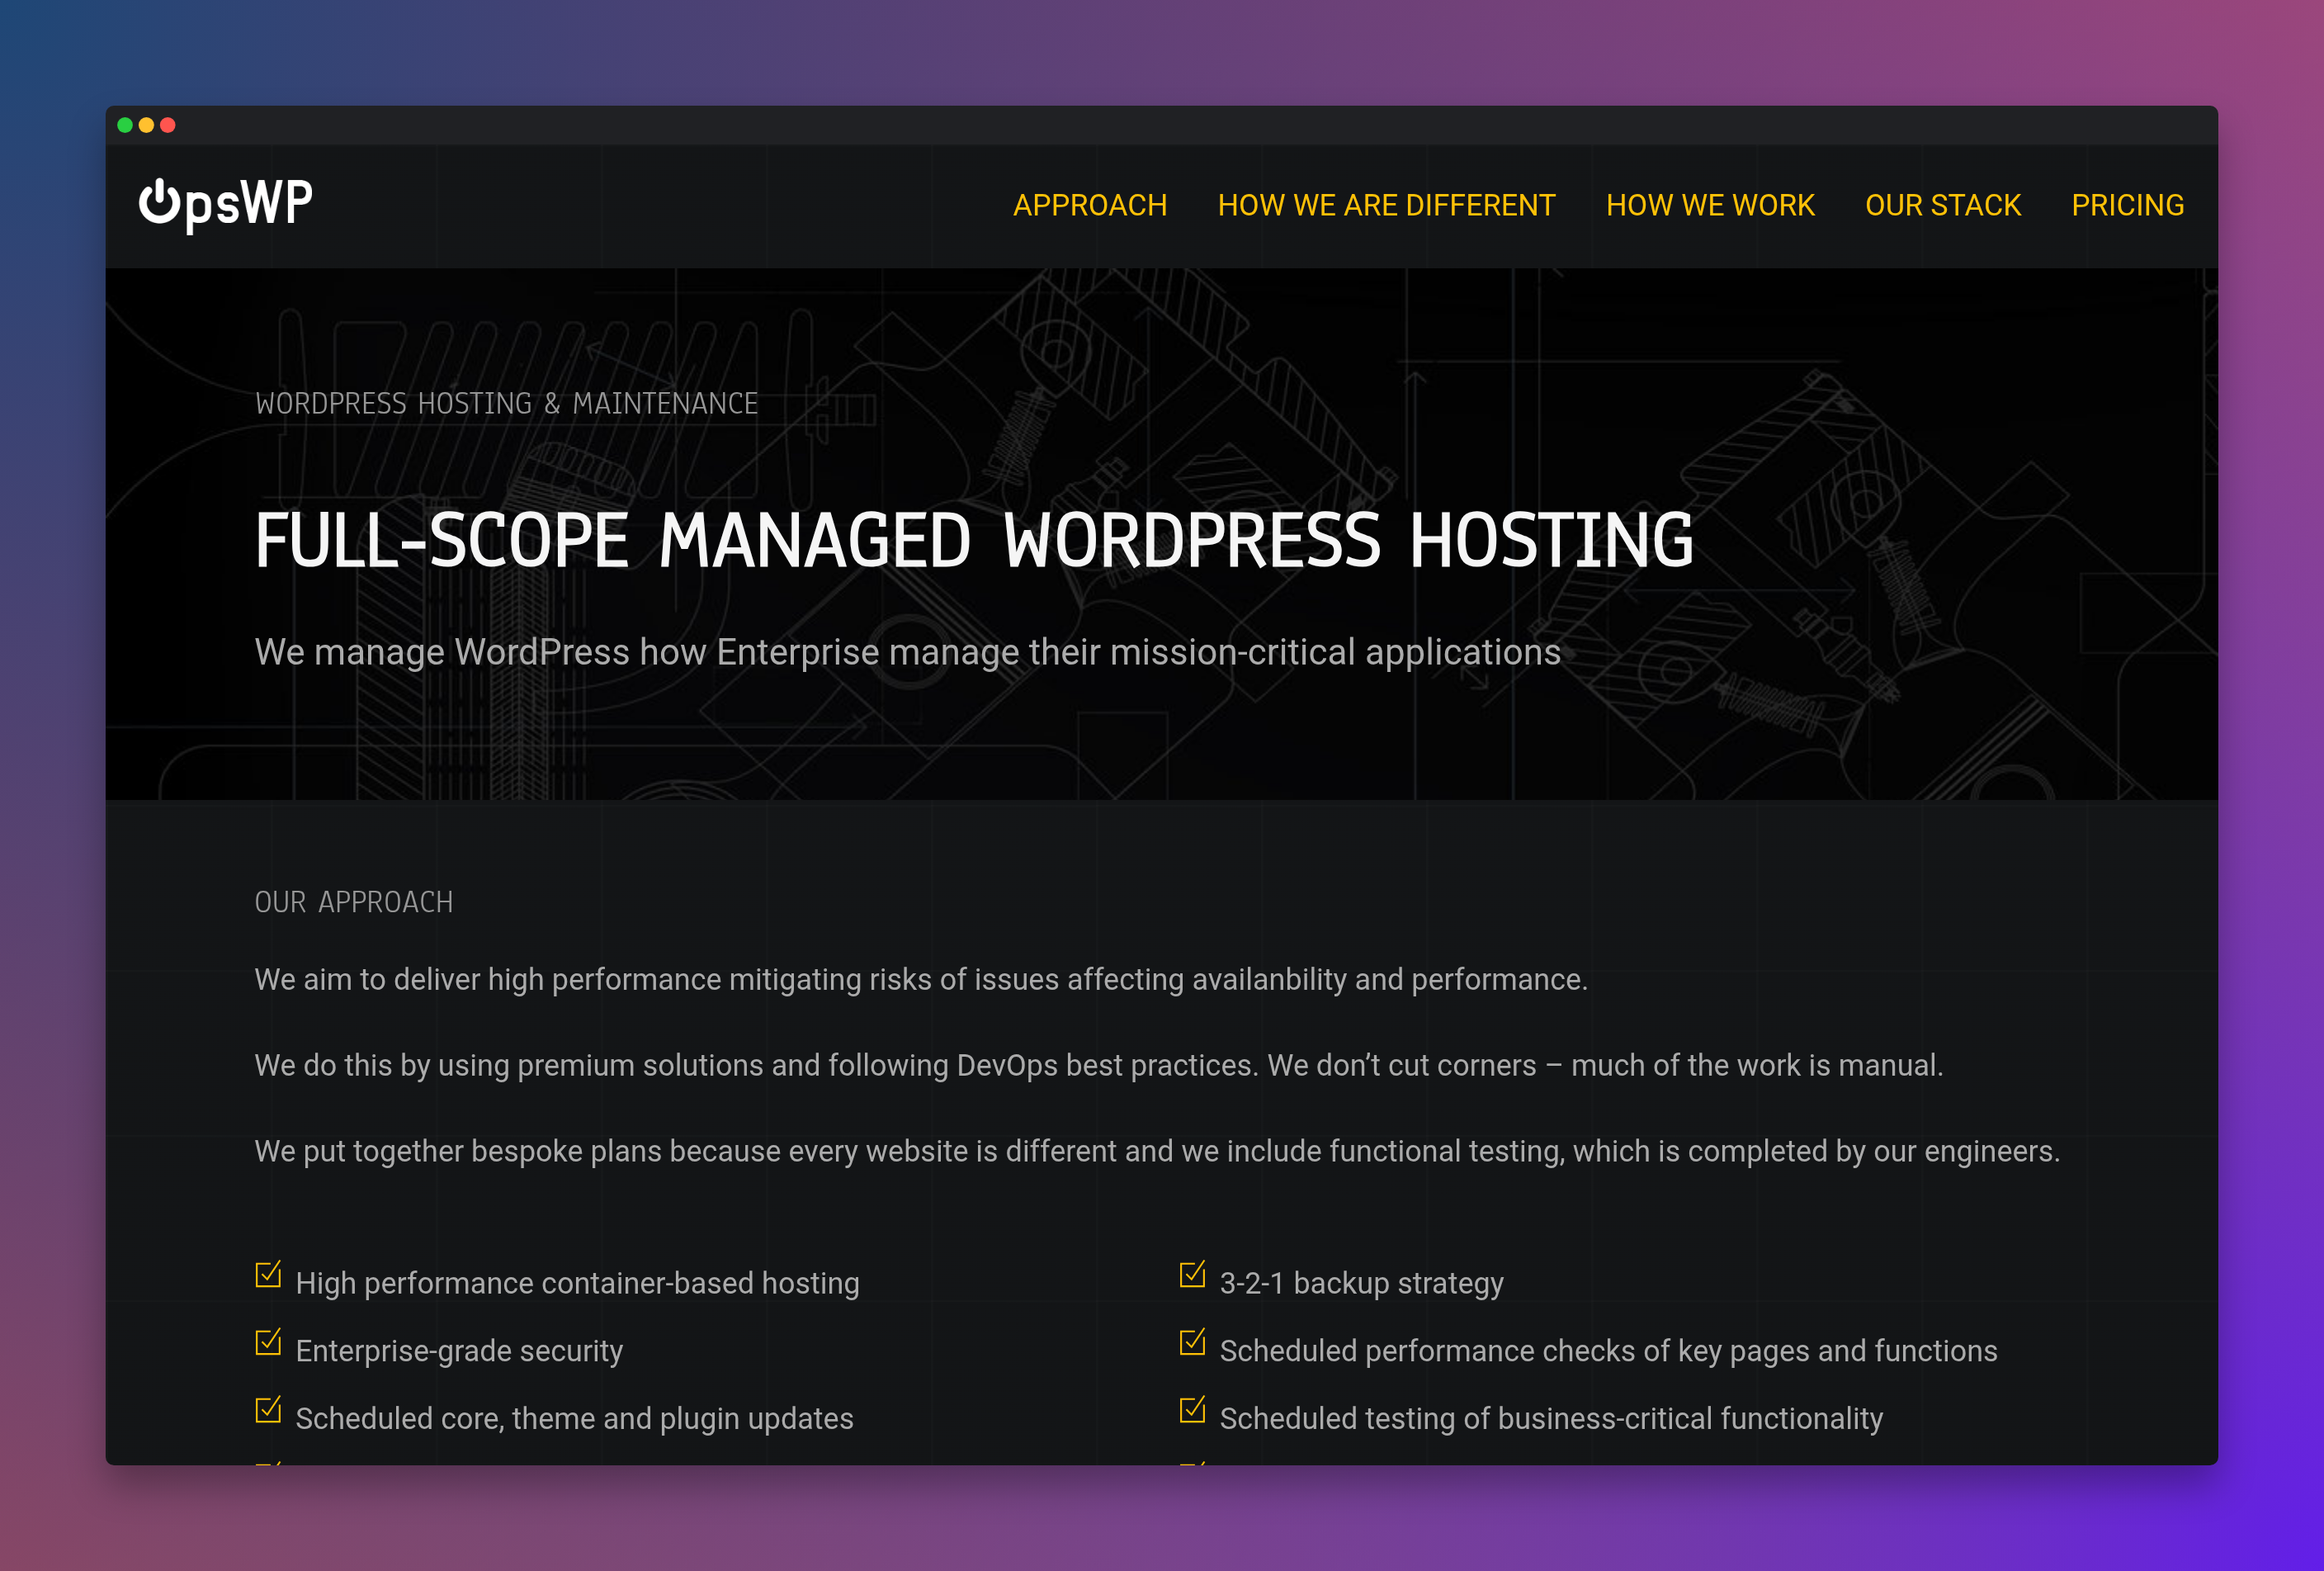 OpsWP
APPROACH HOW WE ARE DIFFERENT HOW WE WORK OUR STACK PRICING
WORDPRESS HOSTING & MAINTENANCE
FULL-SCOPE MANAGED WORDPRESS HOSTING
We manage WordPress how Enterprise manage their mission-critical applications
OUR APPROACH
We aim to deliver high performance mitigating risks of issues affecting availanbility and performance.
We do this by using premium solutions and following DevOps best practices. We don’t cut corners – much of the work is manual.
We put together bespoke plans because every website is different and we include functional testing, which is completed by our engineers.
High performance container-based hosting
Enterprise-grade security
Scheduled core, theme and plugin updates
3-2-1 backup strategy
Scheduled performance checks of key pages and functions
Scheduled testing of business-critical functionality